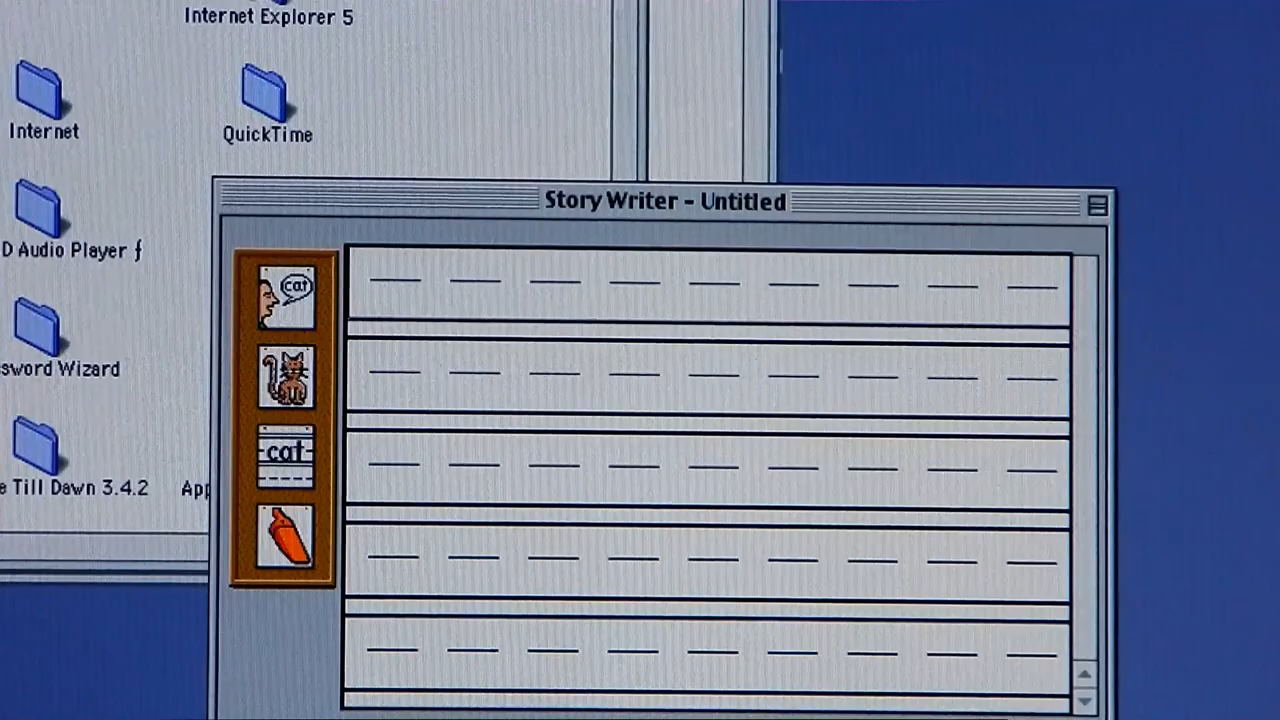 Internet Explorer 5
Internet
QuickTime
Story Writer - Untitled
D Audio Player ƒ
cat
sword Wizard
cat
e Till Dawn 3.4.2
App